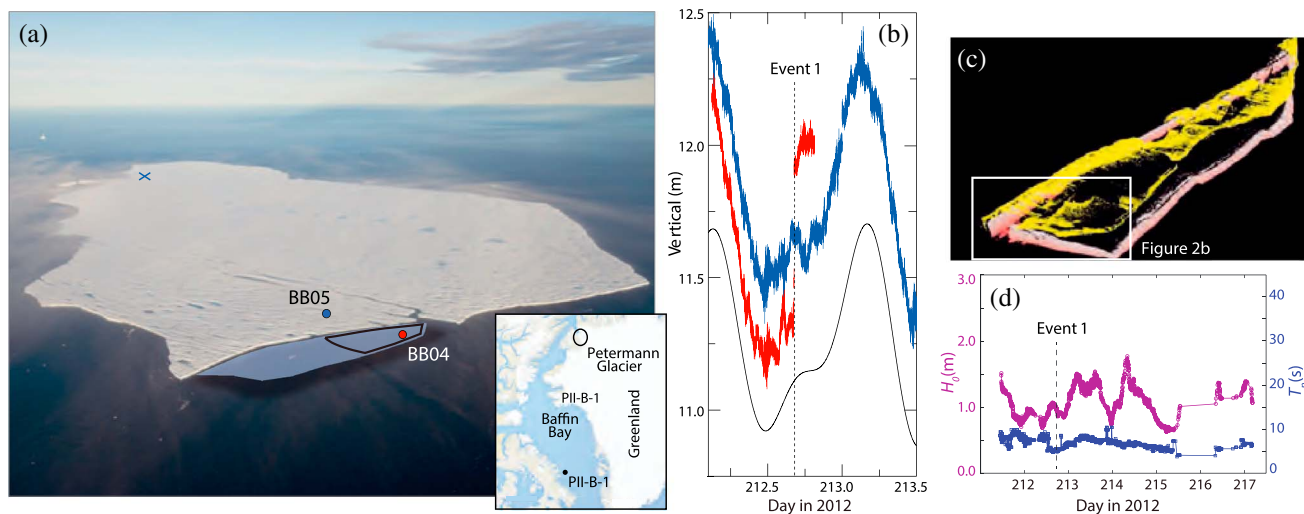 (a)
BB05
BB04
Petermann
Glacier
PII-B-1
Baffin
Bay
Greenland
PII-B-1
(b)
12.5
12.0
11.5
11.0
Vertical (m)
Event 1
212.5
213.0
213.5
Day in 2012
(c)
Figure 2b
(d)
3.0
2.0
1.0
0.0
H₀(m)
Event 1
40
30
20
10
0
(s)
212
213
214
215
216
217
Day in 2012